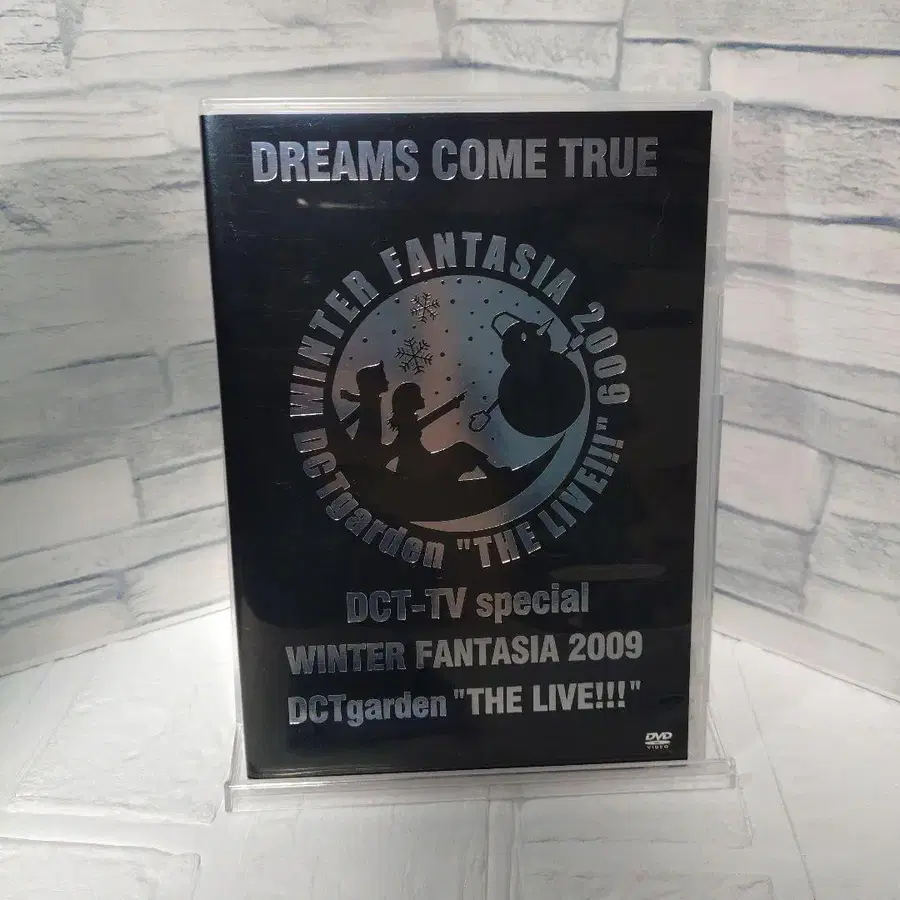 DREAMS COME TRUE
WINTER FANTASIA 2009
DCTgarden "THE LIVE!!!"
DCT-TV special
WINTER FANTASIA 2009
DCTgarden "THE LIVE!!!"
DVD
VIDEO